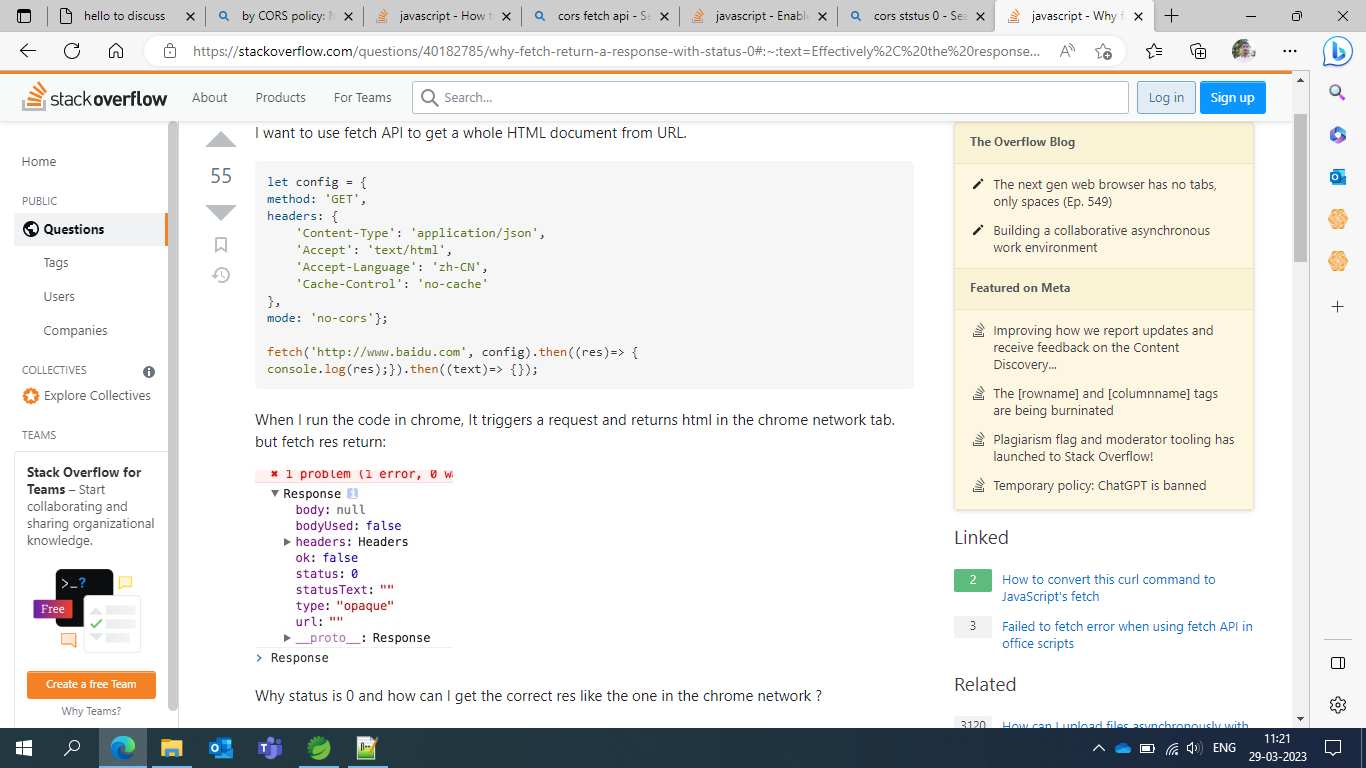 hello to discuss
by CORS policy: N
javascript - How t
cors fetch api - Se
javascript - Enable
cors ststus 0 - Sea
javascript - Why f
https://stackoverflow.com/questions/40182785/why-fetch-return-a-response-with-status-0#:~:text=Effectively%2C%20the%20response...
stackoverflow
About
Products
For Teams
Search...
Log in
Sign up
Home
PUBLIC
Questions
Tags
Users
Companies
COLLECTIVES
Explore Collectives
TEAMS
Stack Overflow for
Teams – Start
collaborating and
sharing organizational
knowledge.
>_?
Free
Create a free Team
Why Teams?
55
I want to use fetch API to get a whole HTML document from URL.
let config = {
method: 'GET',
headers: {
'Content-Type': 'application/json',
'Accept': 'text/html',
'Accept-Language': 'zh-CN',
'Cache-Control': 'no-cache'
},
mode: 'no-cors'};
fetch('http://www.baidu.com', config).then((res)=> {
console.log(res);}).then((text)=> {});
When I run the code in chrome, It triggers a request and returns html in the chrome network tab.
but fetch res return:
1 problem (1 error, 0 wa
Response
body: null
bodyUsed: false
headers: Headers
ok: false
status: 0
statusText: ""
type: "opaque"
url: ""
__proto__: Response
Response
Why status is 0 and how can I get the correct res like the one in the chrome network ?
The Overflow Blog
The next gen web browser has no tabs,
only spaces (Ep. 549)
Building a collaborative asynchronous
work environment
Featured on Meta
Improving how we report updates and
receive feedback on the Content
Discovery...
The [rowname] and [columnname] tags
are being burninated
Plagiarism flag and moderator tooling has
launched to Stack Overflow!
Temporary policy: ChatGPT is banned
Linked
2 How to convert this curl command to
JavaScript's fetch
3 Failed to fetch error when using fetch API in
office scripts
Related
3120 How can I upload files asynchronously with
ENG
11:21
29-03-2023